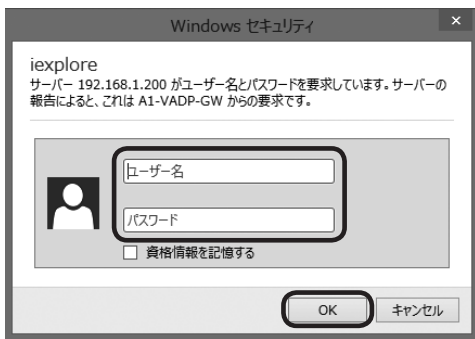 Windows セキュリティ
×
iexplore
サーバー 192.168.1.200 がユーザー名とパスワードを要求しています。サーバーの
報告によると、これは A1-VADP-GW からの要求です。
ユーザー名
パスワード
資格情報を記憶する
OK キャンセル